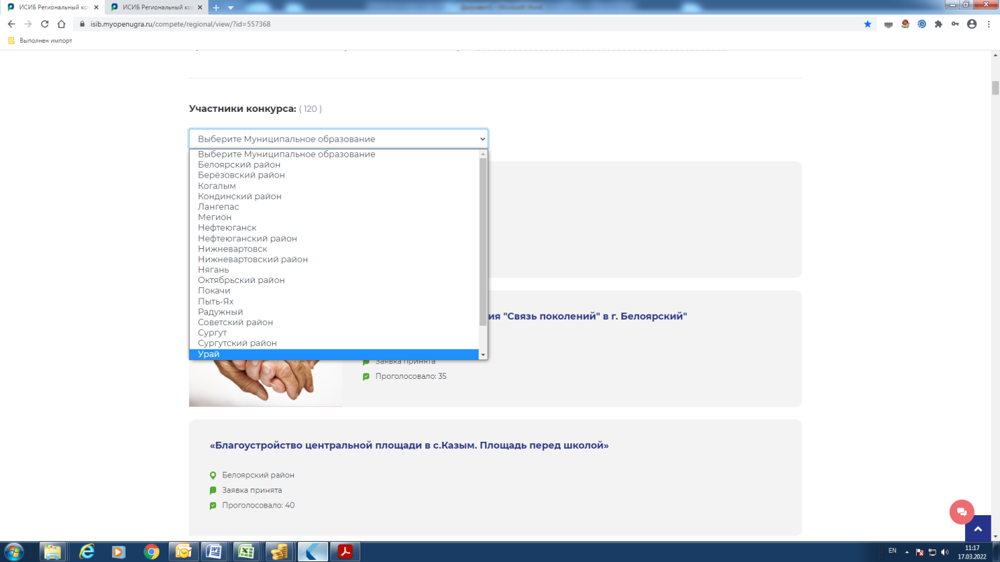 ИСИБ Региональный ко
ИСИБ Региональный ко
isib.myopenugra.ru/compete/regional/view/?id=557368
Выполнен импорт
Участники конкурса: ( 120 )
Выберите Муниципальное образование
Выберите Муниципальное образование
Белоярский район
Берёзовский район
Когалым
Кондинский район
Лангепас
Мегион
Нефтеюганск
Нефтеюганский район
Нижневартовск
Нижневартовский район
Нягань
Октябрьский район
Покачи
Пыть-Ях
Радужный
Советский район
Сургут
Сургутский район
Урай
ия "Связь поколений" в г. Белоярский"
Заявка принята
Проголосовало: 35
«Благоустройство центральной площади в с.Казым. Площадь перед школой»
Белоярский район
Заявка принята
Проголосовало: 40
EN
11:17
17.03.2022